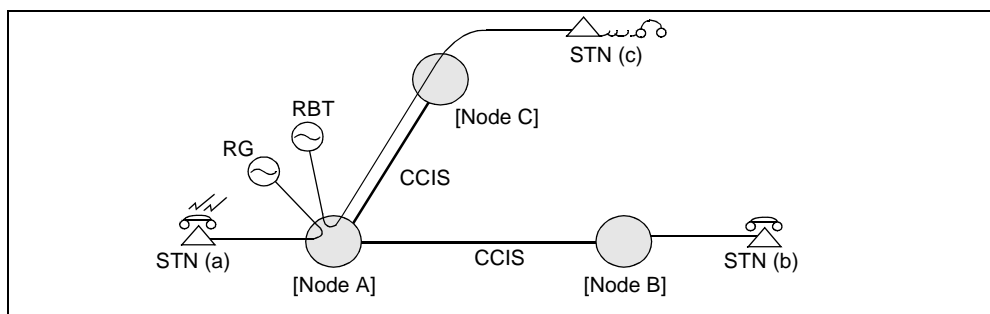 STN (c)
RBT
[Node C]
RG
CCIS
STN (a)
CCIS
STN (b)
[Node A]
[Node B]